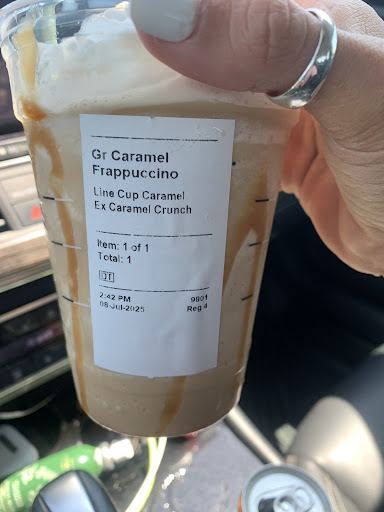 Gr Caramel
Frappuccino
Line Cup Caramel
Ex Caramel Crunch
Item: 1 of 1
Total: 1
2:42 PM 9801
08-Jul-2025 Reg 4